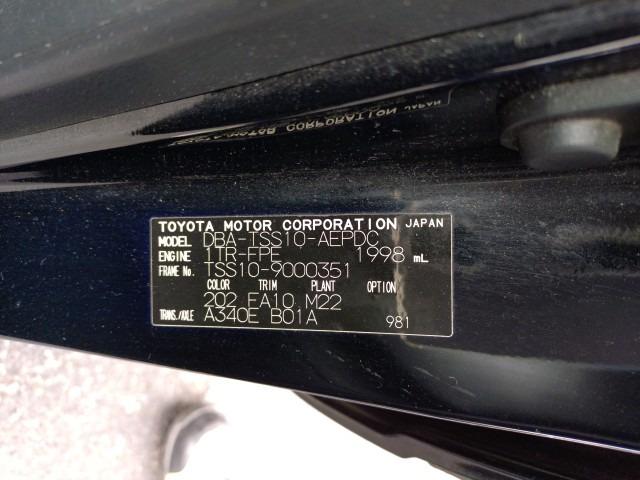 TOYOTA MOTOR CORPORATION JAPAN
MODEL DBA-TSS10-AEPDC
ENGINE 1TR-FPE 1998 mL
FRAME No. TSS10-9000351
COLOR TRIM PLANT OPTION
202 FA10 M22
TRANS./AXLE A340E B01A 981